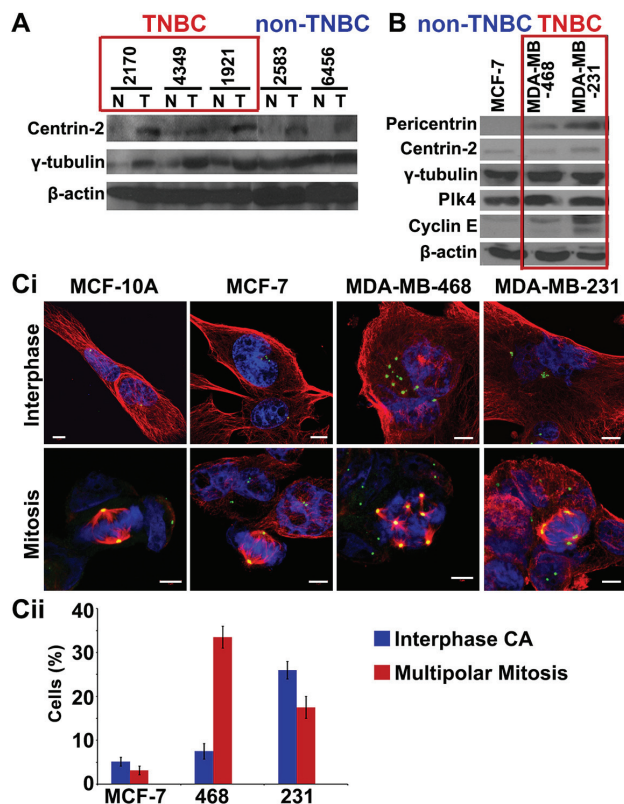 A
TNBC non-TNBC
2170 4349 1921 2583 6456
N T N T N T N T N T
Centrin-2
γ-tubulin
β-actin
B
non-TNBC TNBC
MCF-7
MDA-MB
-468
MDA-MB
-231
Pericentrin
Centrin-2
γ-tubulin
Plk4
Cyclin E
β-actin
Ci
MCF-10A MCF-7 MDA-MB-468 MDA-MB-231
Interphase
Mitosis
Cii
Cells (%)
40
30
20
10
0
MCF-7 468 231
Interphase CA
Multipolar Mitosis